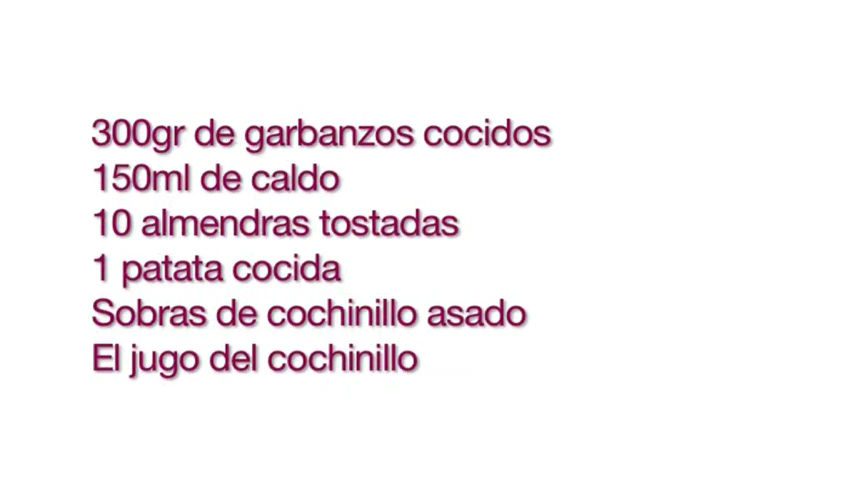 300gr de garbanzos cocidos
150ml de caldo
10 almendras tostadas
1 patata cocida
Sobras de cochinillo asado
El jugo del cochinillo